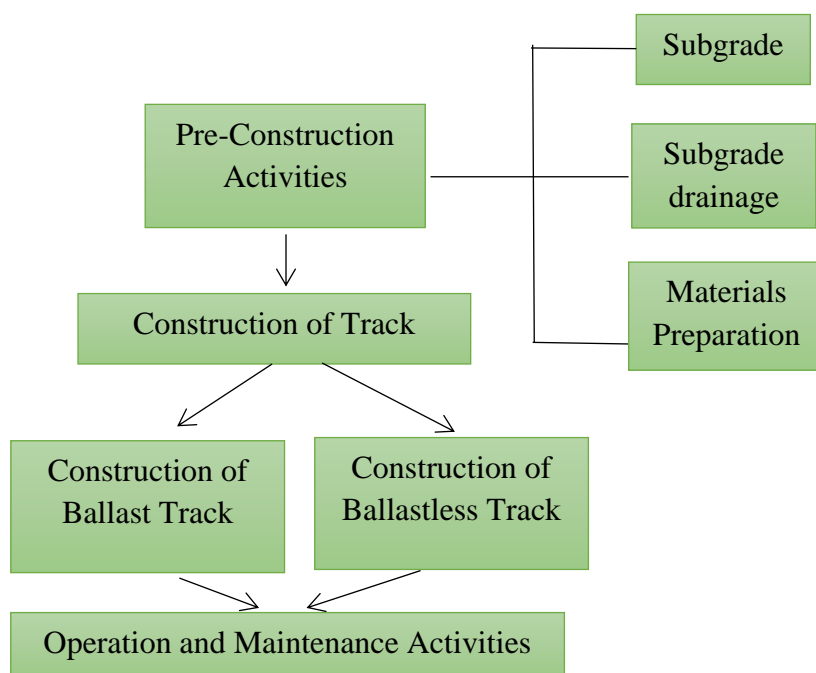 Subgrade
Pre-Construction
Activities
Subgrade
drainage
Materials
Preparation
Construction of Track
Construction of
Ballast Track
Construction of
Ballastless Track
Operation and Maintenance Activities